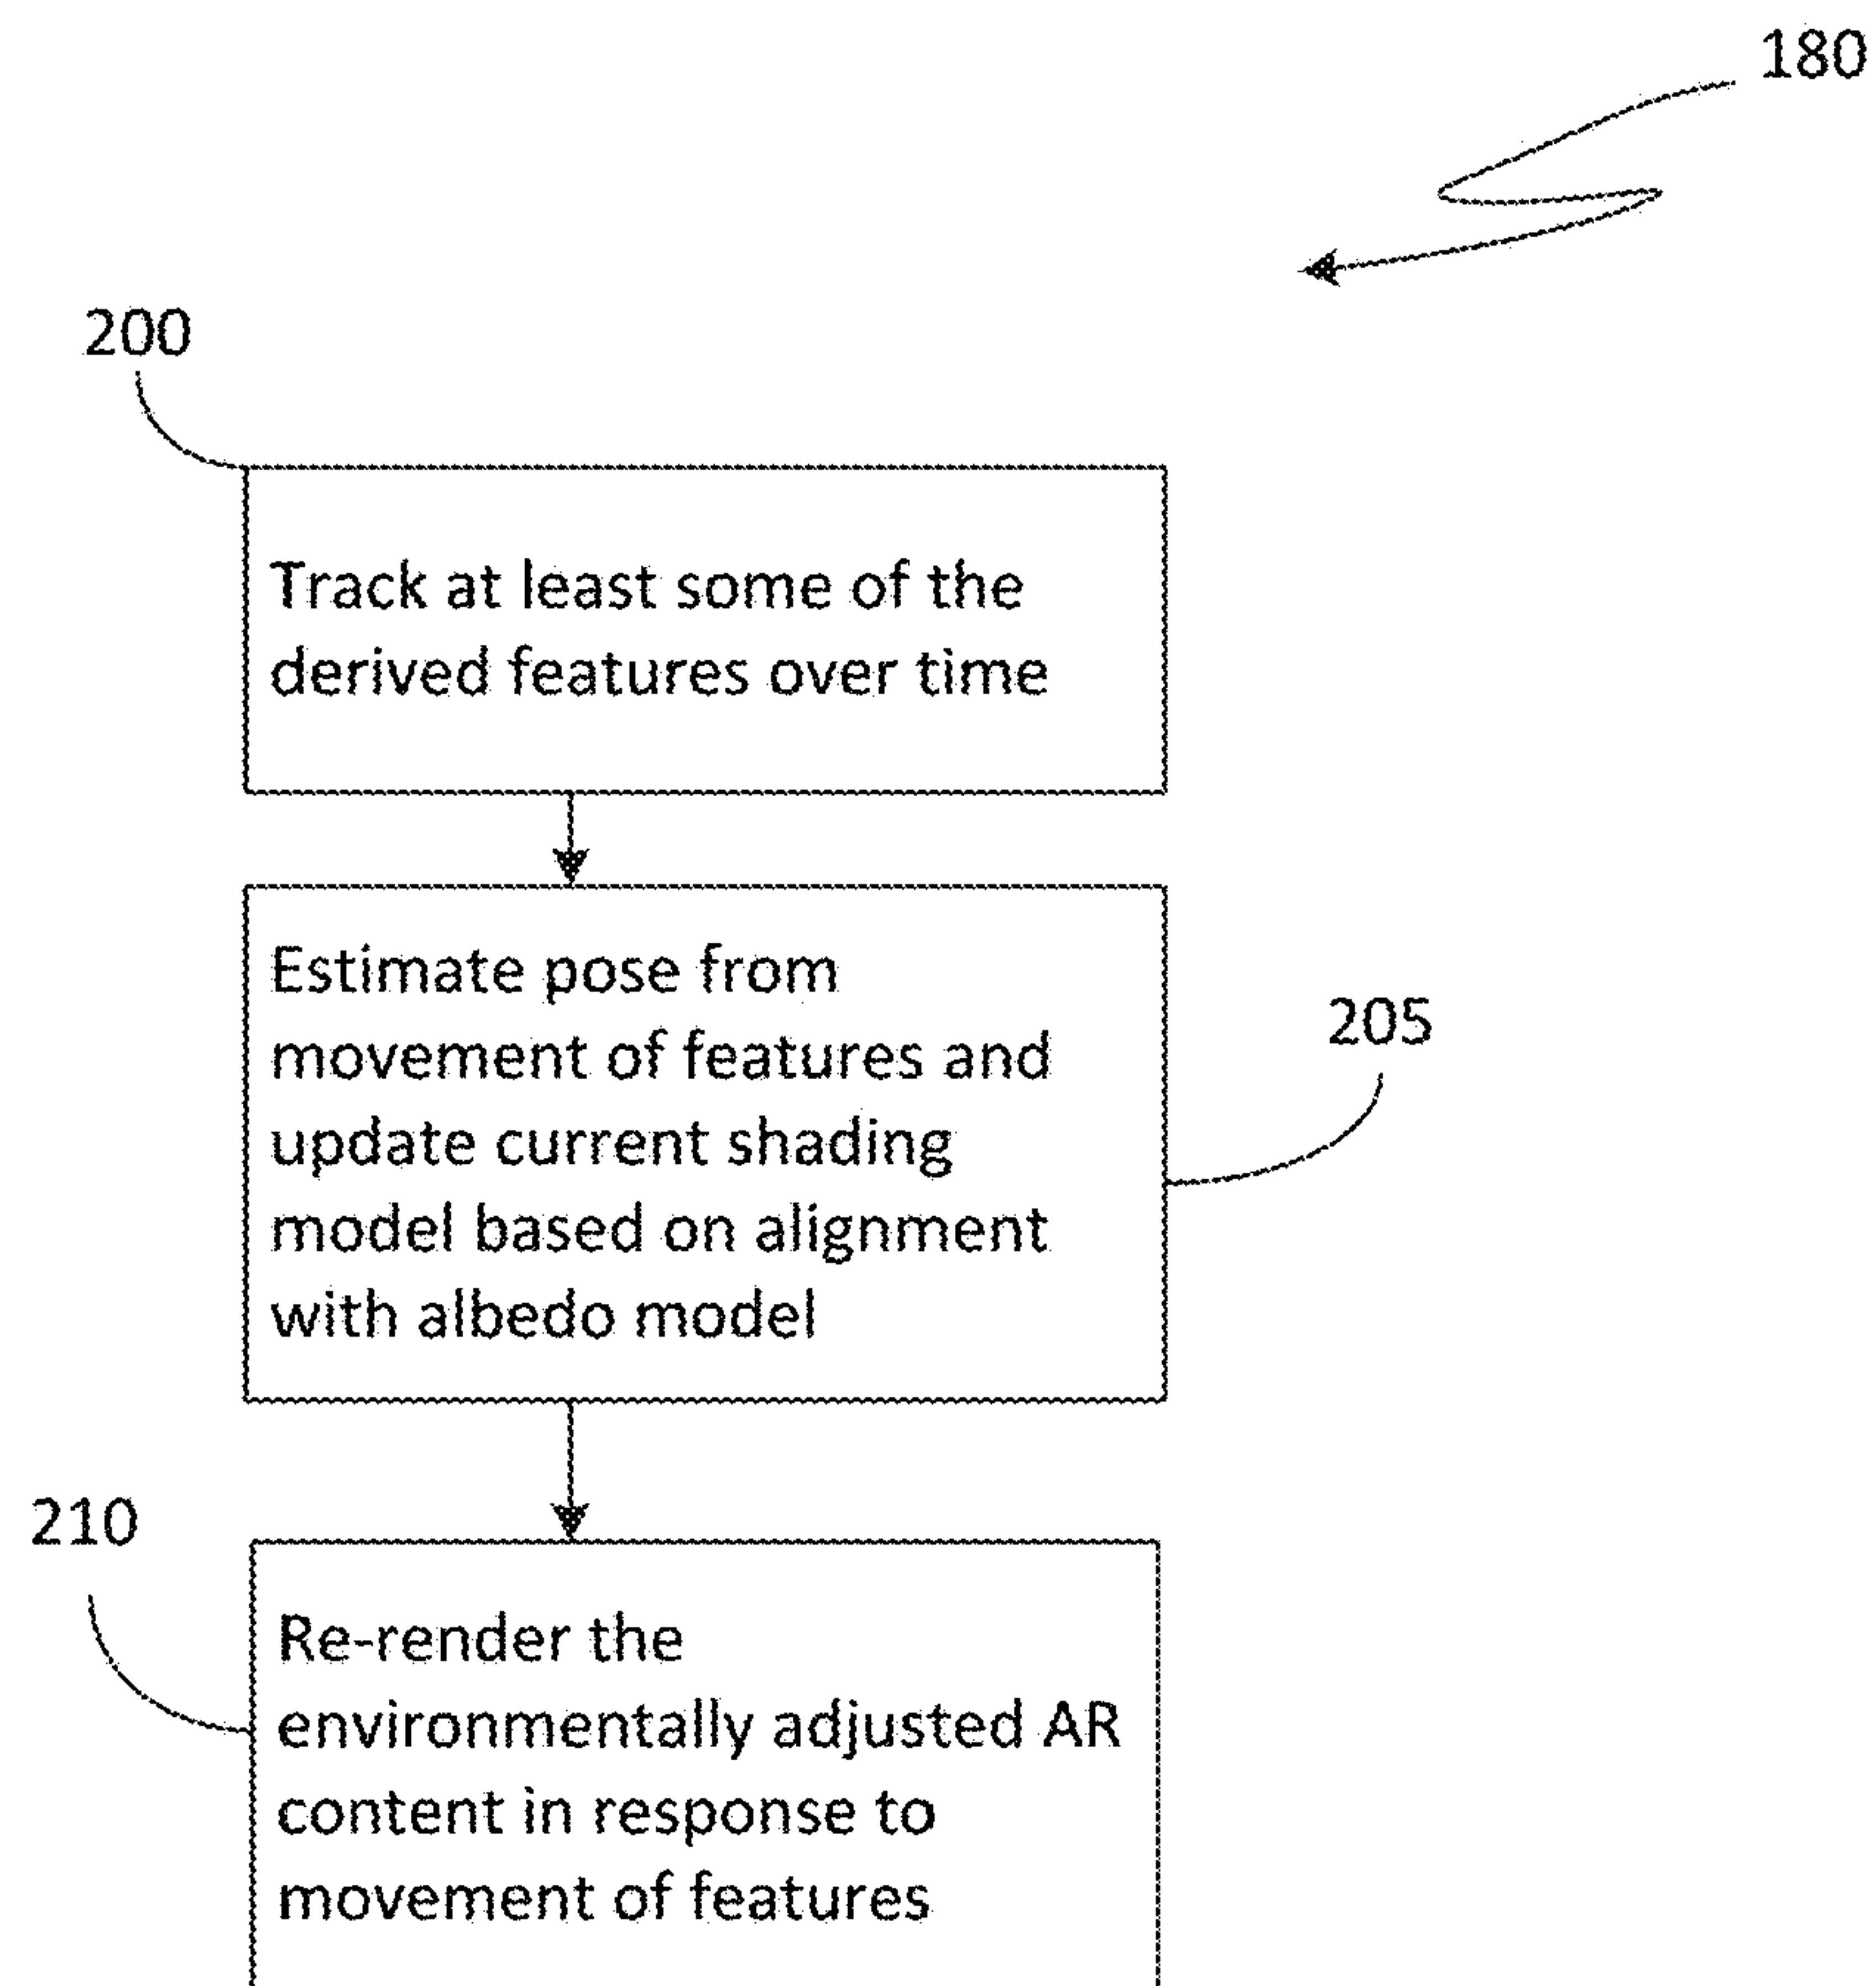 180
200
Track at least some of the
derived features over time
Estimate pose from
movement of features and
update current shading
model based on alignment
with albedo model
205
210
Re-render the
environmentally adjusted AR
content in response to
movement of features